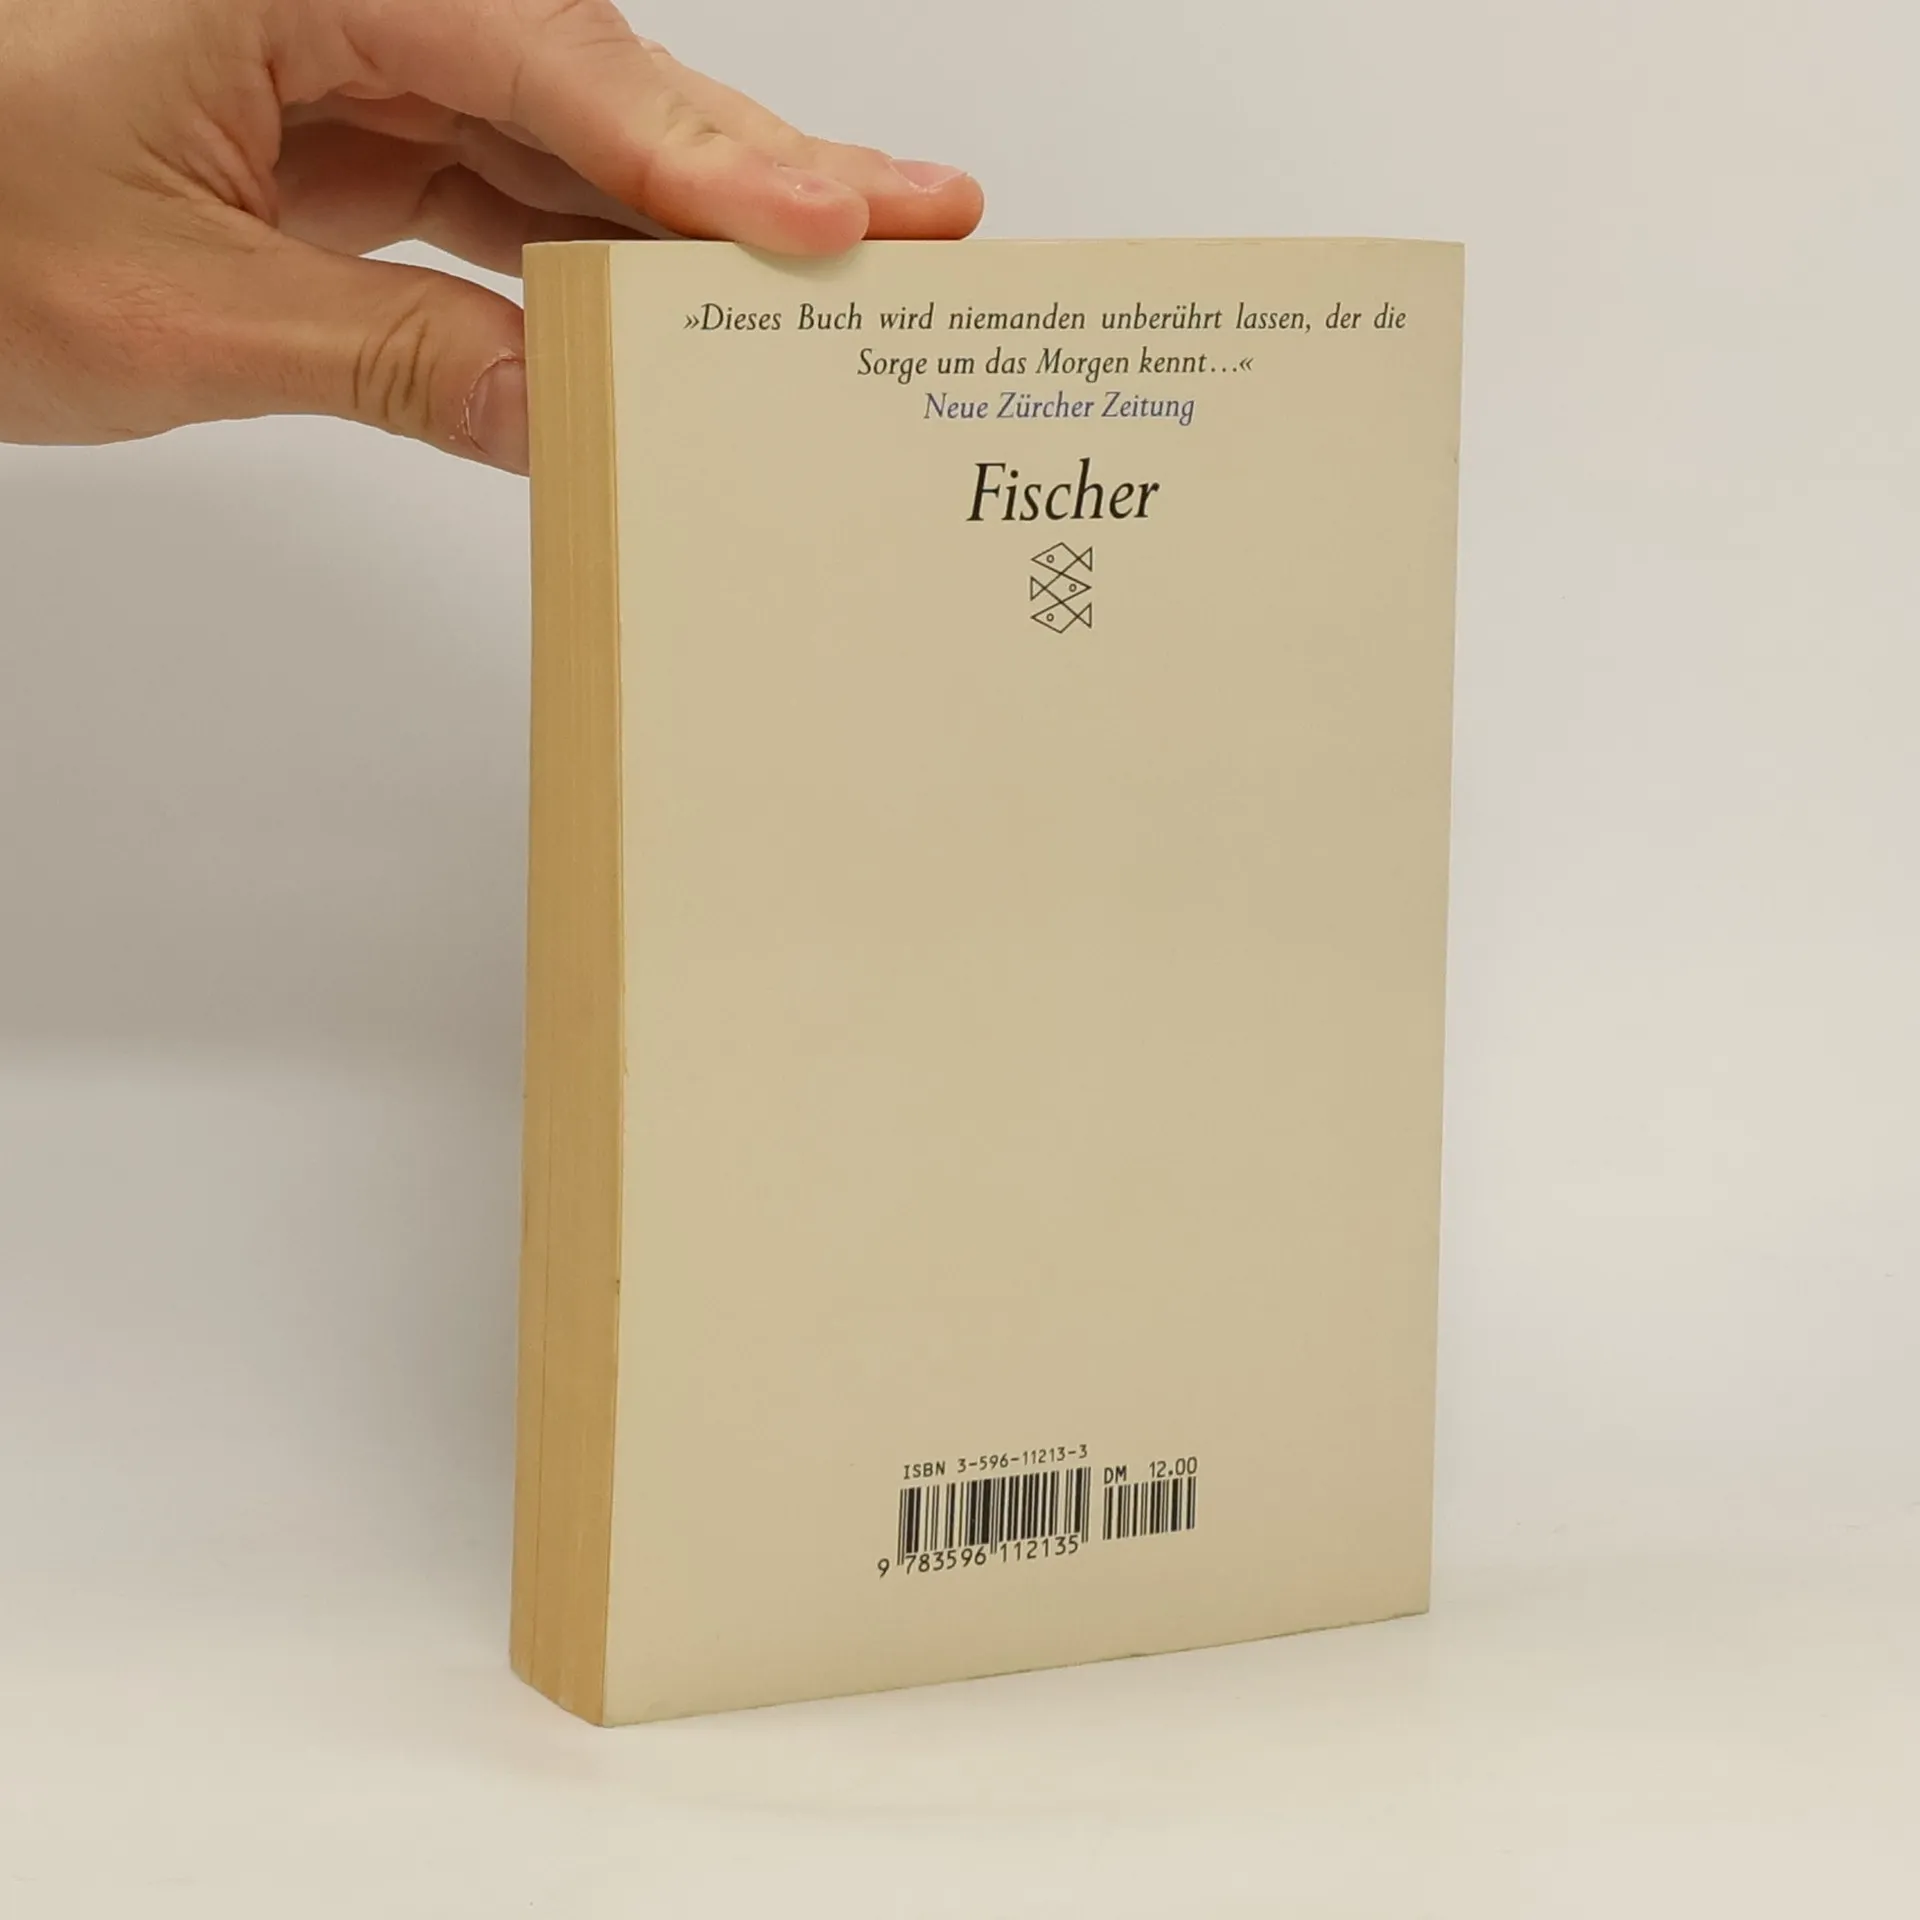 »Dieses Buch wird niemanden unberührt lassen, der die
Sorge um das Morgen kennt...«
Neue Zürcher Zeitung
Fischer
ISBN 3-596-11213-3
DM 12.00
9 783596 112135